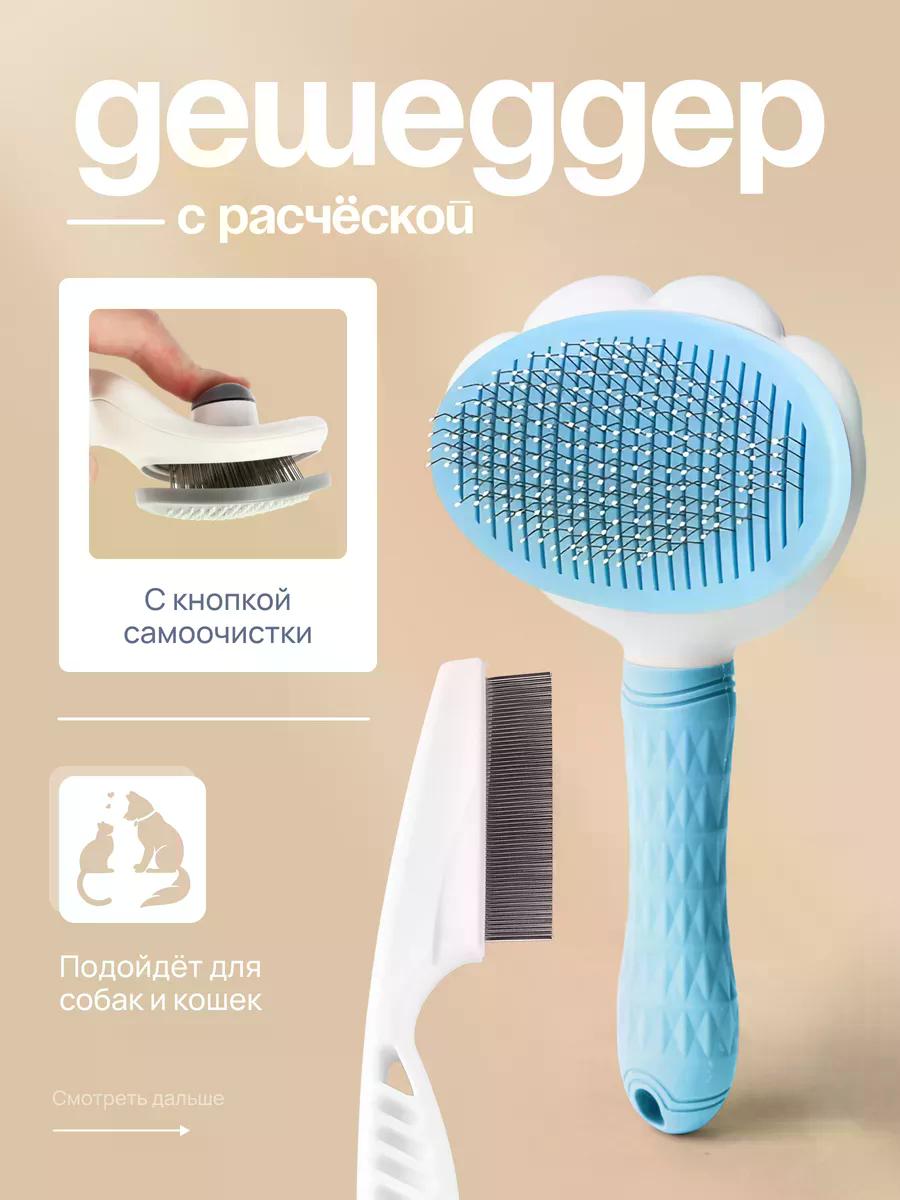 дешеддер
с расчёской
С кнопкой
самоочистки
Подойдёт для
собак и кошек
Смотреть дальше